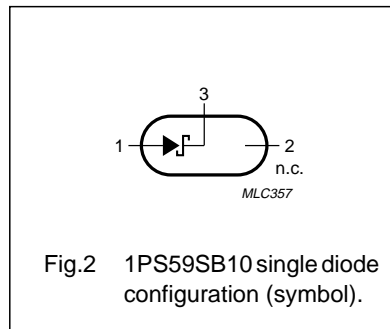 3
1
2
n.c.
MLC357
Fig.2 1PS59SB10 single diode
configuration (symbol).